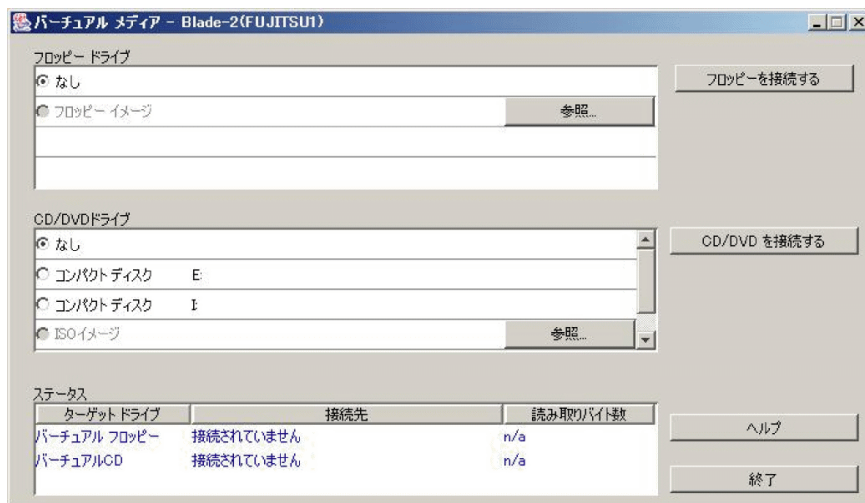 バーチュアル メディア - Blade-2(FUJITSU1)
フロッピー ドライブ
なし
フロッピーを接続する
フロッピー イメージ
参照...
CD/DVDドライブ
なし
CD/DVD を接続する
コンパクト ディスク E:
コンパクト ディスク I:
ISOイメージ
参照...
ステータス
ターゲット ドライブ 接続先 読み取りバイト数
バーチュアル フロッピー 接続されていません n/a
バーチュアルCD 接続されていません n/a
ヘルプ
終了